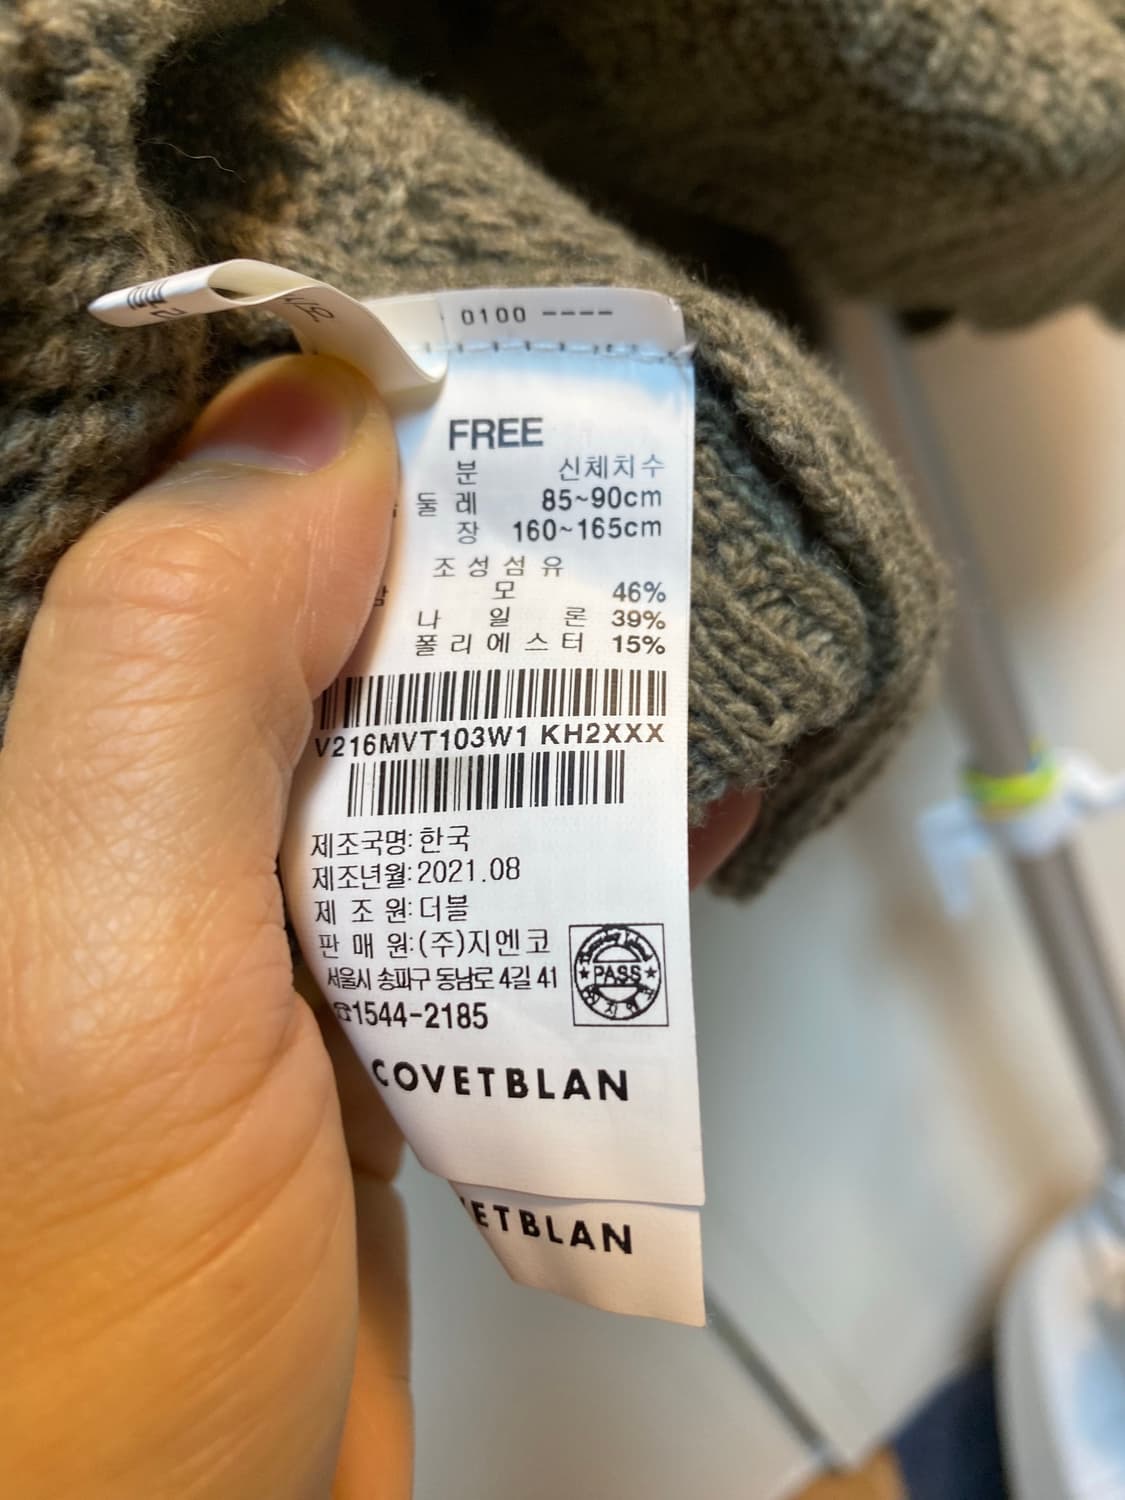 0100 ----
FREE
분 신체치수
둘레 85~90cm
장 160~165cm
조성섬유
모 46%
나일론 39%
폴리에스터 15%
V216MVT103W1 KH2XXX
제조국명: 한국
제조년월: 2021.08
제조원: 더블
판매원: (주)지엔코
서울시 송파구 동남로 4길 41
☎1544-2185
PASS
COVETBLAN
ETBLAN